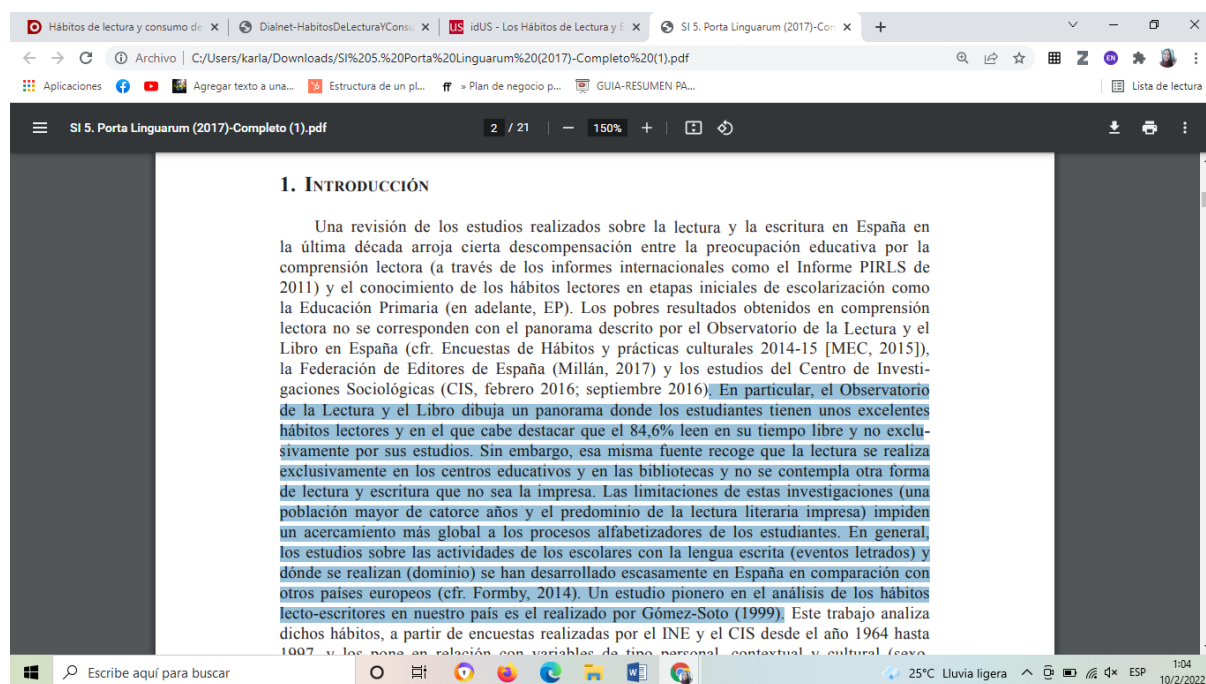 Hábitos de lectura y consumo de
Dialnet-HabitosDeLecturaYConsu
US idUS - Los Hábitos de Lectura y E
SI 5. Porta Linguarum (2017)-Con
Archivo | C:/Users/karla/Downloads/SI%205.%20Porta%20Linguarum%20(2017)-Completo%20(1).pdf
Aplicaciones Agregar texto a una... Estructura de un pl... ff » Plan de negocio p... GUIA-RESUMEN PA... Lista de lectura
SI 5. Porta Linguarum (2017)-Completo (1).pdf 2 / 21 | — 150% + |
1. Introducción
Una revisión de los estudios realizados sobre la lectura y la escritura en España en
la última década arroja cierta descompensación entre la preocupación educativa por la
comprensión lectora (a través de los informes internacionales como el Informe PIRLS de
2011) y el conocimiento de los hábitos lectores en etapas iniciales de escolarización como
la Educación Primaria (en adelante, EP). Los pobres resultados obtenidos en comprensión
lectora no se corresponden con el panorama descrito por el Observatorio de la Lectura y el
Libro en España (cfr. Encuestas de Hábitos y prácticas culturales 2014-15 [MEC, 2015]),
la Federación de Editores de España (Millán, 2017) y los estudios del Centro de Investi-
gaciones Sociológicas (CIS, febrero 2016; septiembre 2016). En particular, el Observatorio
de la Lectura y el Libro dibuja un panorama donde los estudiantes tienen unos excelentes
hábitos lectores y en el que cabe destacar que el 84,6% leen en su tiempo libre y no exclu-
sivamente por sus estudios. Sin embargo, esa misma fuente recoge que la lectura se realiza
exclusivamente en los centros educativos y en las bibliotecas y no se contempla otra forma
de lectura y escritura que no sea la impresa. Las limitaciones de estas investigaciones (una
población mayor de catorce años y el predominio de la lectura literaria impresa) impiden
un acercamiento más global a los procesos alfabetizadores de los estudiantes. En general,
los estudios sobre las actividades de los escolares con la lengua escrita (eventos letrados) y
dónde se realizan (dominio) se han desarrollado escasamente en España en comparación con
otros países europeos (cfr. Formby, 2014). Un estudio pionero en el análisis de los hábitos
lecto-escritores en nuestro país es el realizado por Gómez-Soto (1999). Este trabajo analiza
dichos hábitos, a partir de encuestas realizadas por el INE y el CIS desde el año 1964 hasta
1997, y los pone en relación con variables de tipo personal, contextual y cultural (sexo,
Escribe aquí para buscar 25°C Lluvia ligera ESP 1:04
10/2/2022